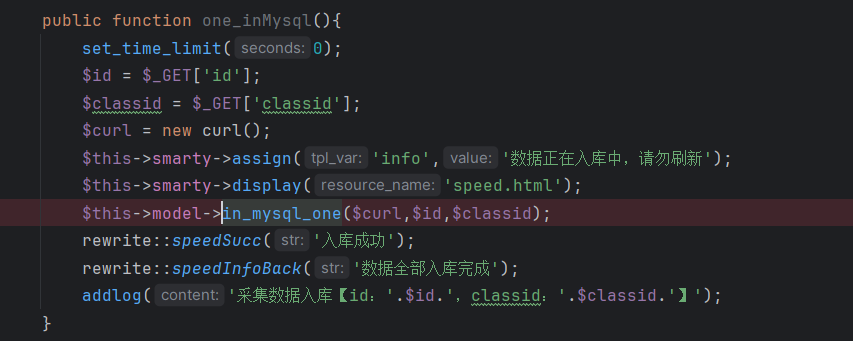 public function one_inMysql(){
set_time_limit( seconds: 0);
$id = $_GET['id'];
$classid = $_GET['classid'];
$curl = new curl();
$this->smarty->assign( tpl_var: 'info', value: '数据正在入库中，请勿刷新');
$this->smarty->display( resource_name: 'speed.html');
$this->model->in_mysql_one($curl,$id,$classid);
rewrite::speedSucc( str: '入库成功');
rewrite::speedInfoBack( str: '数据全部入库完成');
addlog( content: '采集数据入库【id：'.$id.'，classid：'.$classid.'】');
}